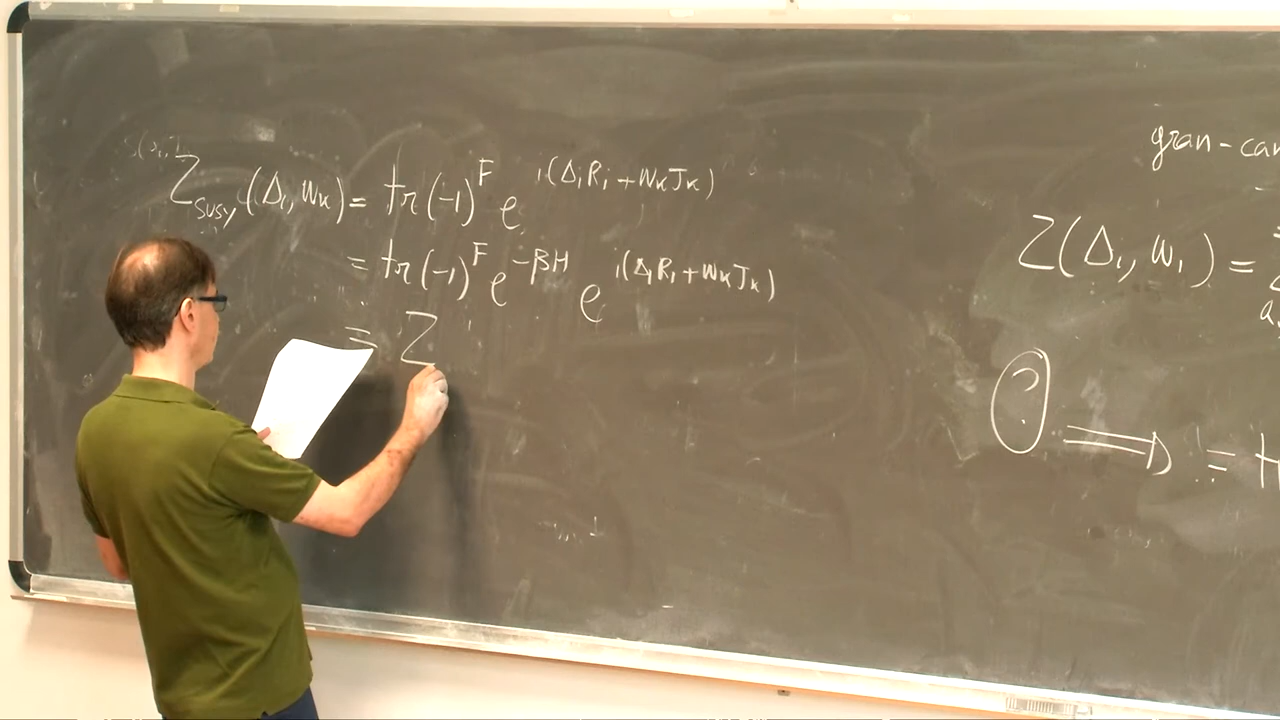 Z_SUSY (Δ_i, w_k) = tr(-1)^F e^{i(Δ_i R_i + w_k J_k)}
= tr(-1)^F e^{-βH} e^{i(Δ_i R_i + w_k J_k)}
= Z
gran-can
Z(Δ_i, w_i) =
? ⟹ = H